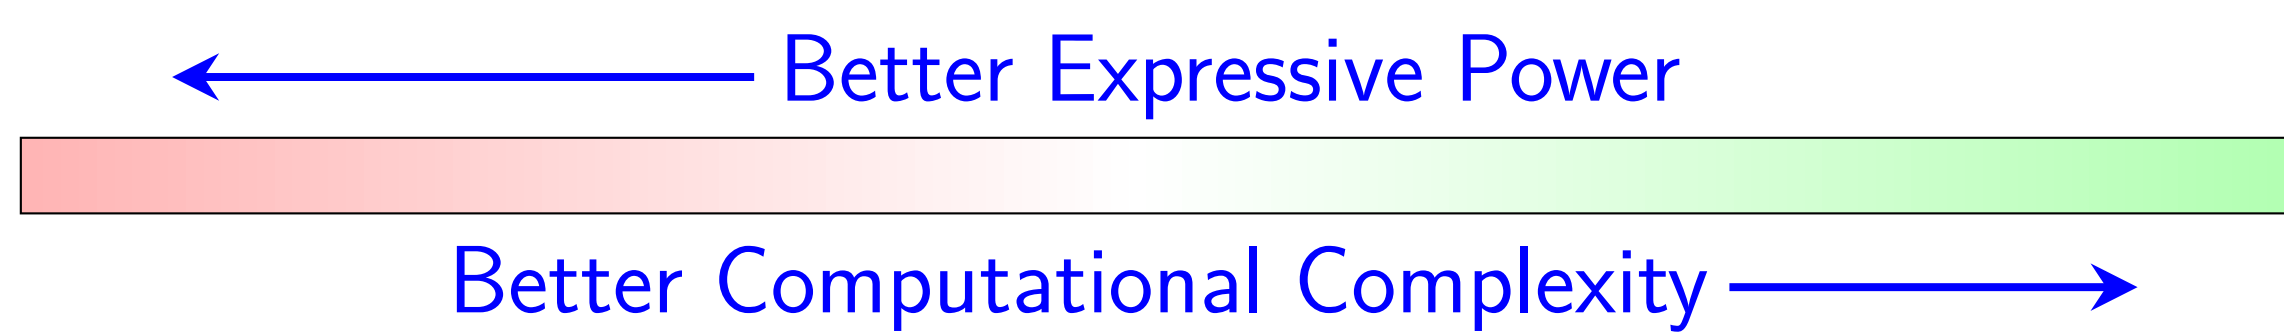 Better Expressive Power
Better Computational Complexity